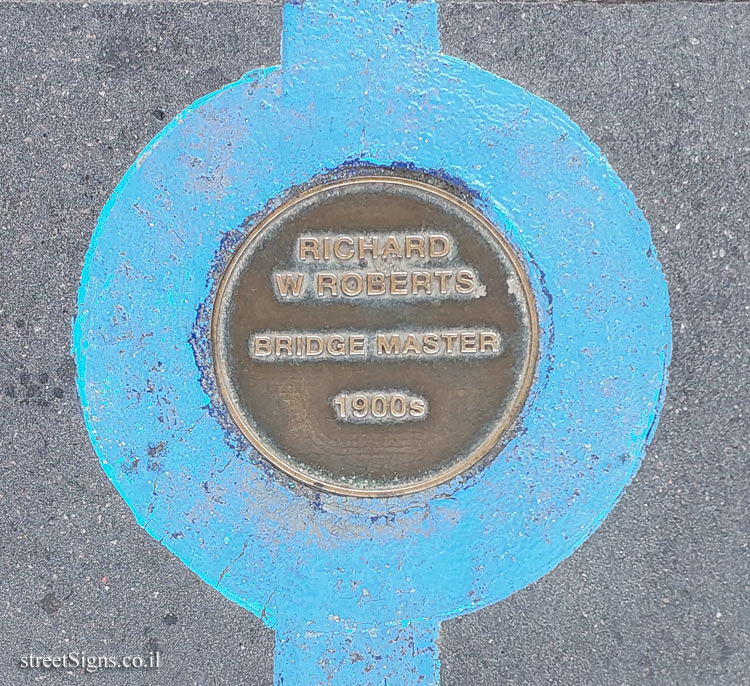 RICHARD
W ROBERTS
BRIDGE MASTER
1900s
streetSigns.co.il